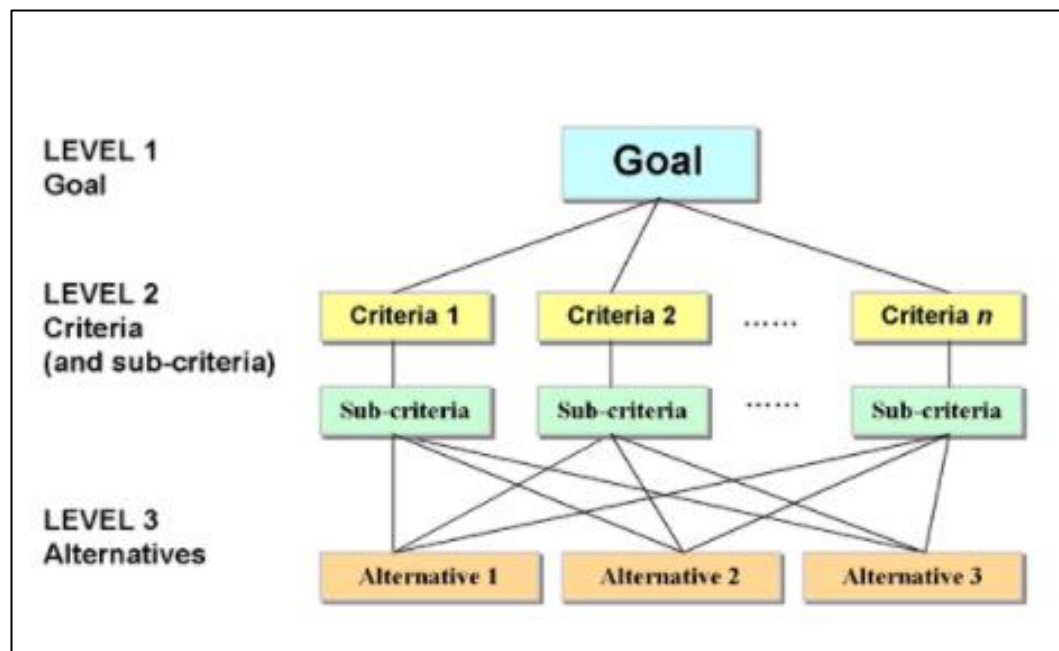 LEVEL 1
Goal
Goal
LEVEL 2
Criteria
(and sub-criteria)
Criteria 1
Criteria 2
......
Criteria n
Sub-criteria
Sub-criteria
......
Sub-criteria
LEVEL 3
Alternatives
Alternative 1
Alternative 2
Alternative 3